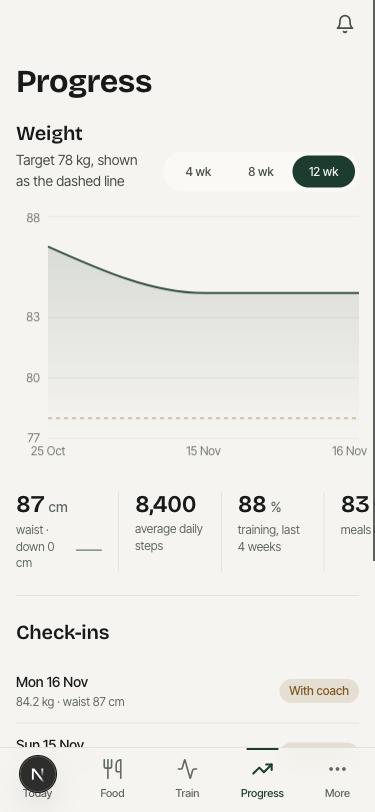 Progress
Weight
Target 78 kg, shown
as the dashed line
4 wk 8 wk 12 wk
88
83
80
77
25 Oct 15 Nov 16 Nov
87 cm
waist ·
down 0
cm
8,400
average daily
steps
88 %
training, last
4 weeks
83
meals
Check-ins
Mon 16 Nov
84.2 kg · waist 87 cm
With coach
Sun 15 Nov
N
Today Food Train Progress More